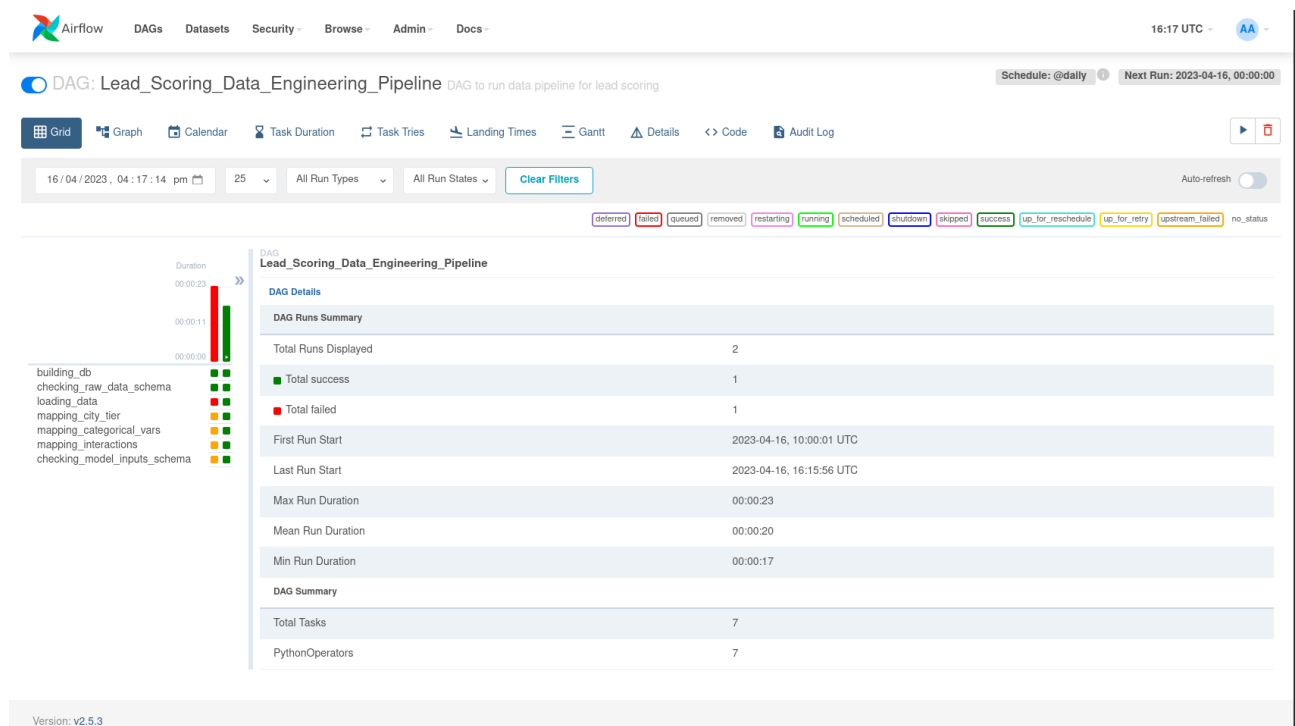 Airflow DAGs Datasets Security Browse Admin Docs 16:17 UTC AA
DAG: Lead_Scoring_Data_Engineering_Pipeline DAG to run data pipeline for lead scoring Schedule: @daily i Next Run: 2023-04-16, 00:00:00
Grid Graph Calendar Task Duration Task Tries Landing Times Gantt Details Code Audit Log
16/04/2023, 04:17:14 pm 25 All Run Types All Run States Clear Filters Auto-refresh
deferred failed queued removed restarting running scheduled shutdown skipped success up_for_reschedule up_for_retry upstream_failed no_status
Duration
00:00:23
00:00:11
00:00:00
building_db
checking_raw_data_schema
loading_data
mapping_city_tier
mapping_categorical_vars
mapping_interactions
checking_model_inputs_schema
DAG
Lead_Scoring_Data_Engineering_Pipeline
DAG Details
DAG Runs Summary
Total Runs Displayed 2
Total success 1
Total failed 1
First Run Start 2023-04-16, 10:00:01 UTC
Last Run Start 2023-04-16, 16:15:56 UTC
Max Run Duration 00:00:23
Mean Run Duration 00:00:20
Min Run Duration 00:00:17
DAG Summary
Total Tasks 7
PythonOperators 7
Version: v2.5.3